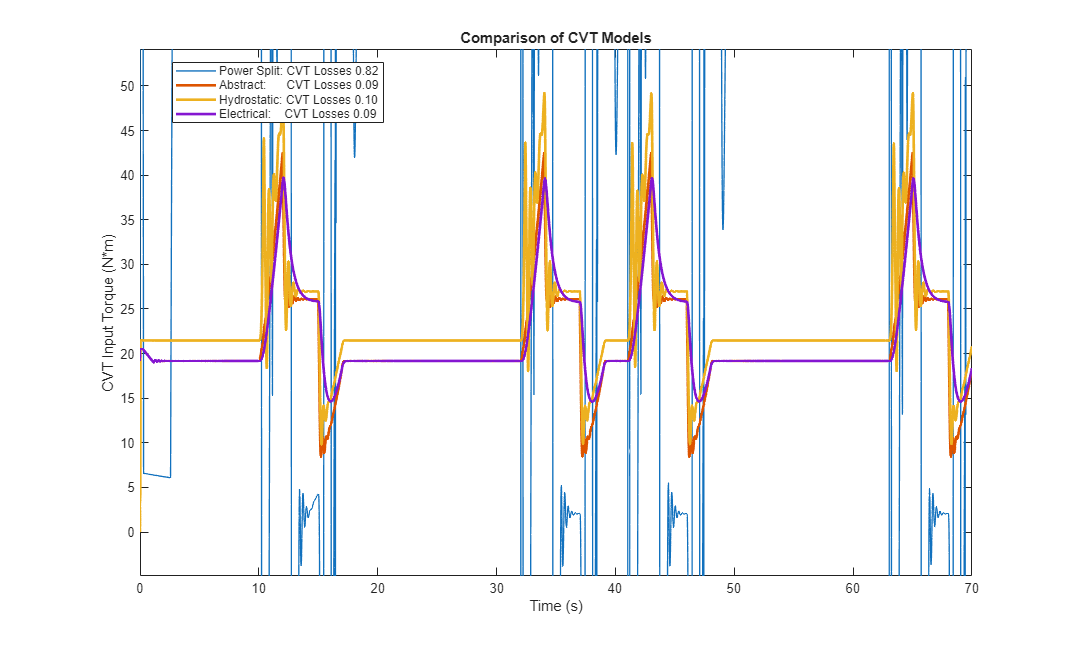 Comparison of CVT Models
Power Split: CVT Losses 0.82
Abstract: CVT Losses 0.09
Hydrostatic: CVT Losses 0.10
Electrical: CVT Losses 0.09
CVT Input Torque (N*m)
50
45
40
35
30
25
20
15
10
5
0
0 10 20 30 40 50 60 70
Time (s)